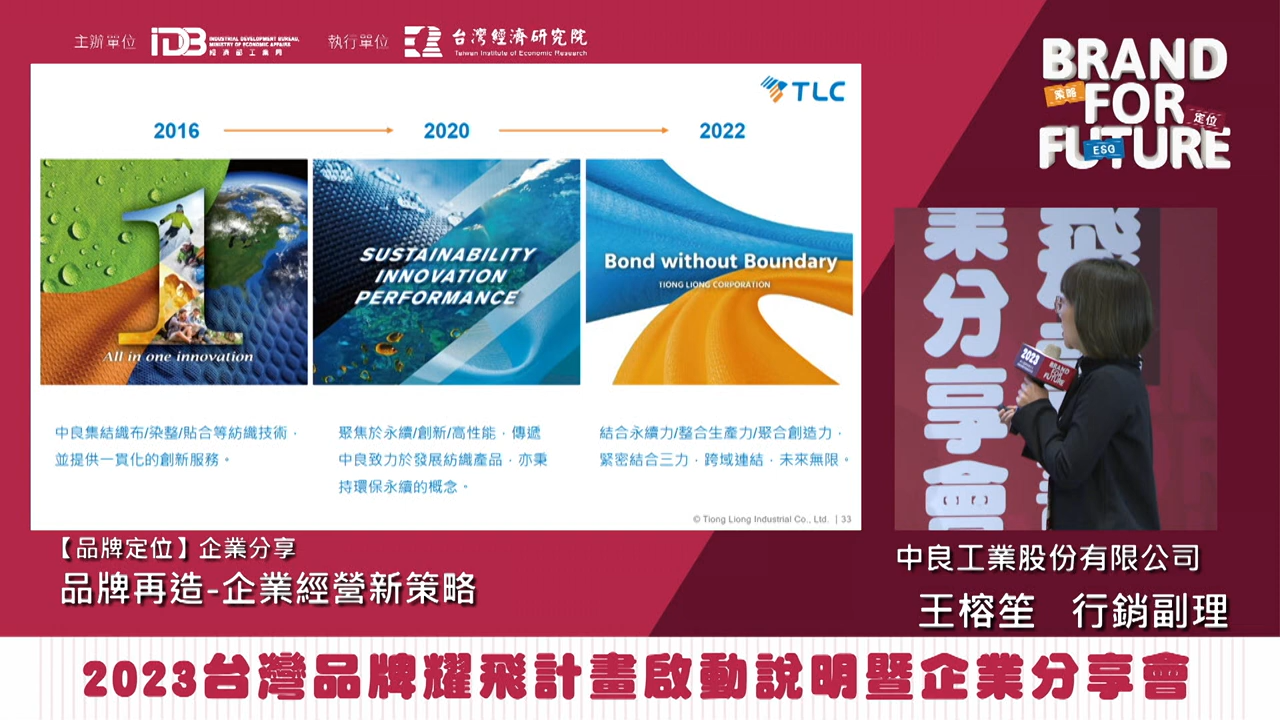 主辦單位
IDB
INDUSTRIAL DEVELOPMENT BUREAU,
MINISTRY OF ECONOMIC AFFAIRS
經濟部工業局
執行單位
台灣經濟研究院
Taiwan Institute of Economic Research
BRAND
策略
FOR
定位
FUTURE
ESG
TLC
2016
2020
2022
1
All in one innovation
SUSTAINABILITY
INNOVATION
PERFORMANCE
Bond without Boundary
TIONG LIONG CORPORATION
中良集結織布/染整/貼合等紡織技術，
並提供一貫化的創新服務。
聚焦於永續/創新/高性能，傳遞
中良致力於發展紡織產品，亦秉
持環保永續的概念。
結合永續力/整合生產力/聚合創造力，
緊密結合三力，跨域連結，未來無限。
© Tiong Liong Industrial Co., Ltd. | 33
業分享會
飛
2023
BRAND
FOR
FUTURE
【品牌定位】企業分享
品牌再造-企業經營新策略
中良工業股份有限公司
王榕笙 行銷副理
2023台灣品牌耀飛計畫啟動說明暨企業分享會